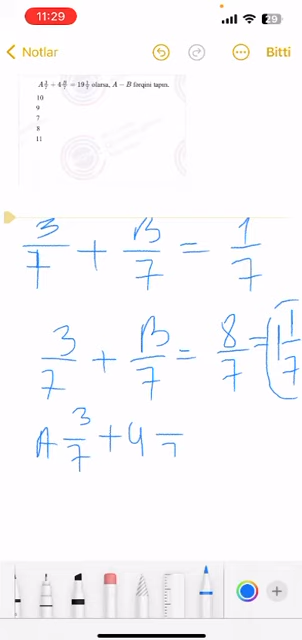 11:29
29
Notlar
Bitti
A 3/7 + 4 B/7 = 19 1/7 olarsa, A − B fərqini tapın.
10
9
7
8
11
3/7 + B/7 = 1/7
3/7 + B/7 = 8/7 = 1 1/7
A 3/7 + 4 /7